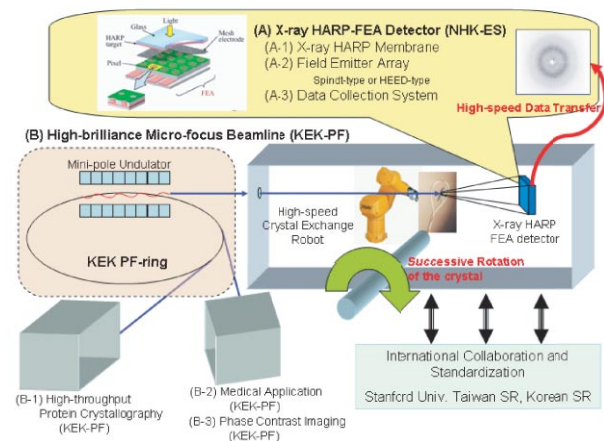 (A) X-ray HARP-FEA Detector (NHK-ES)
(A-1) X-ray HARP Membrane
(A-2) Field Emitter Array
Spindt-type or HEED-type
(A-3) Data Collection System
Glass
Light
HARP
target
Mesh
electrode
Pixel
FEA
High-speed Data Transfer
(B) High-brilliance Micro-focus Beamline (KEK-PF)
Mini-pole Undulator
KEK PF-ring
High-speed
Crystal Exchange
Robot
X-ray HARP
FEA detector
Successive Rotation
of the crystal
(B-1) High-throughput
Protein Crystallography
(KEK-PF)
(B-2) Medical Application
(KEK-PF)
(B-3) Phase Contrast Imaging
(KEK-PF)
International Collaboration and
Standardization
Stanford Univ. Taiwan SR, Korean SR